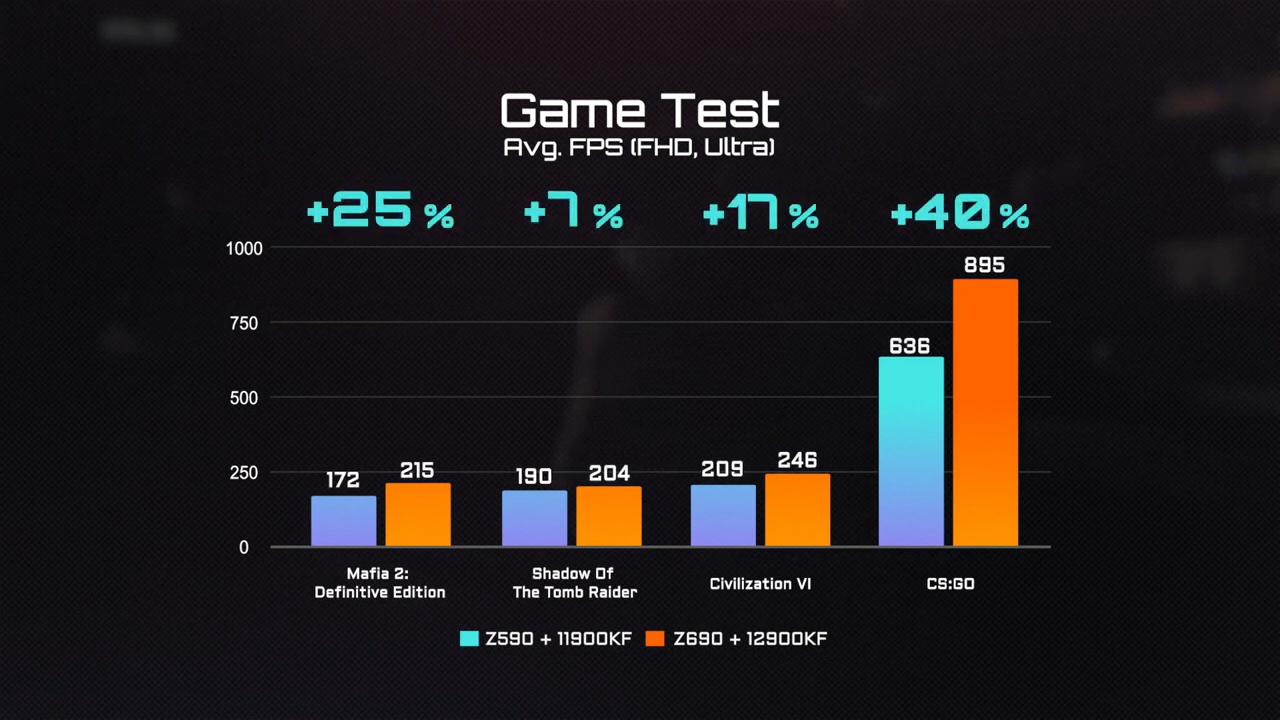 Game Test
Avg. FPS (FHD, Ultra)
+25 % +7 % +17 % +40 %
1000
895
750
636
500
250
172 215 190 204 209 246
0
Mafia 2:
Definitive Edition
Shadow Of
The Tomb Raider
Civilization VI
CS:GO
Z590 + 11900KF Z690 + 12900KF